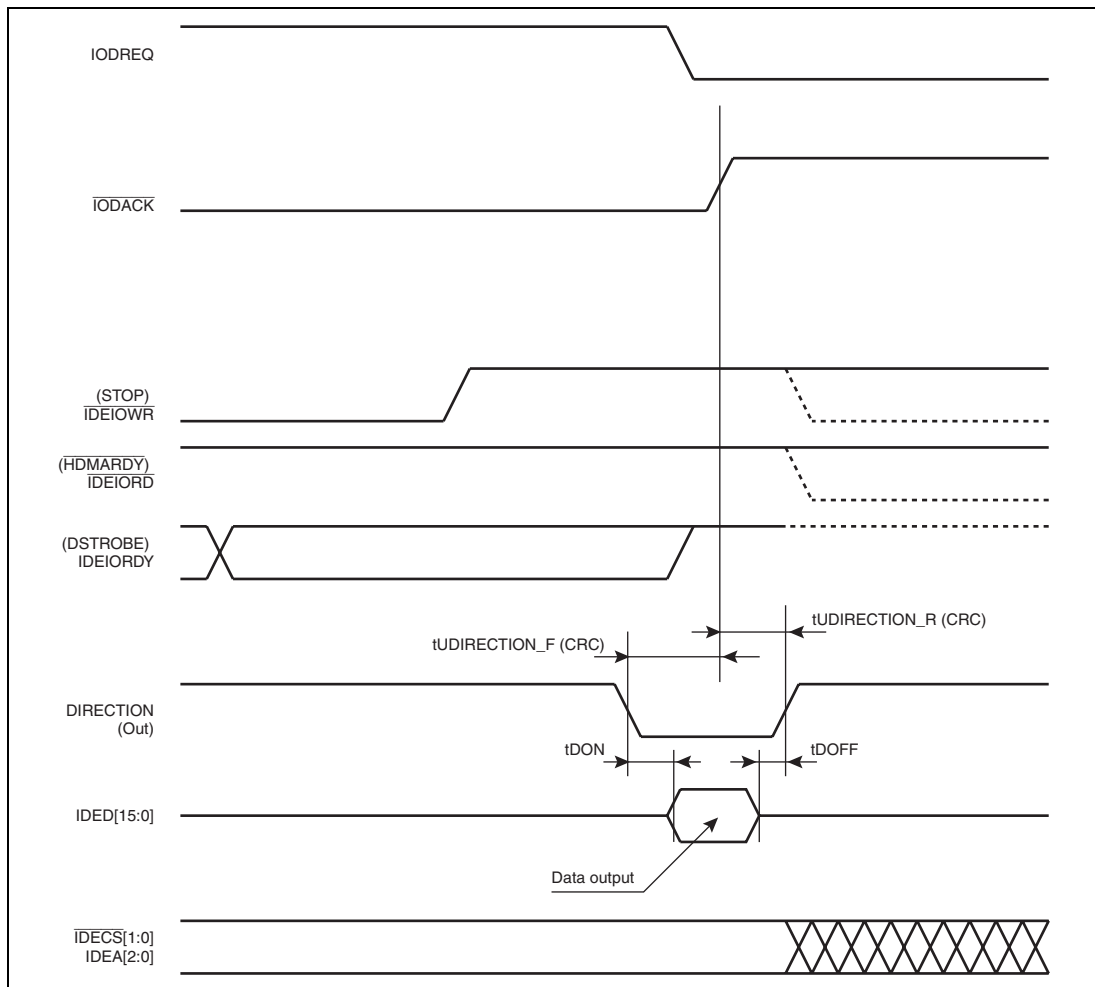 IODREQ
IODACK
(STOP)
IDEIOWR
(HDMARDY)
IDEIORD
(DSTROBE)
IDEIORDY
tUDIRECTION_R (CRC)
tUDIRECTION_F (CRC)
DIRECTION
(Out)
tDON
tDOFF
IDED[15:0]
Data output
IDECS[1:0]
IDEA[2:0]